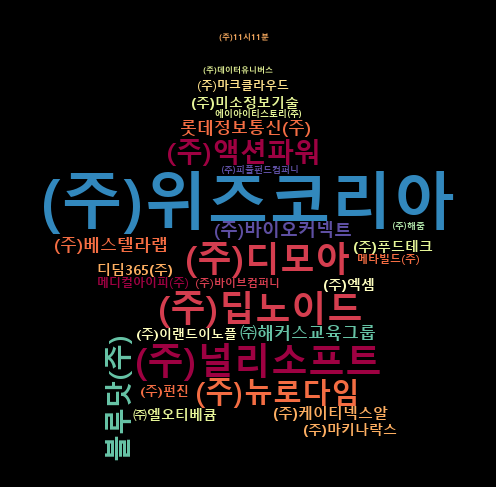 (주)11시11분
(주)데이터유니버스
(주)마크클라우드
(주)미소정보기술
에이아이티스토리(주)
롯데정보통신(주)
(주)액션파워
(주)피플펀드컴퍼니
(주)위즈코리아
(주)해줌
(주)바이오커넥트
(주)베스텔라랩
(주)디모아
(주)푸드테크
메타빌드(주)
디딤365(주)
메디컬아이피(주)
(주)바이브컴퍼니
(주)엑셈
(주)딥노이드
(주)이랜드이노플
㈜해커스교육그룹
(주)널리소프트
블루닷(주)
(주)펀진
(주)뉴로다임
㈜엘오티베큠
(주)케이티넥스알
(주)마키나락스